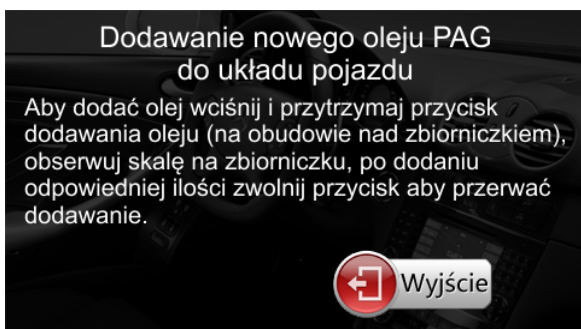 Dodawanie nowego oleju PAG
do układu pojazdu
Aby dodać olej wciśnij i przytrzymaj przycisk
dodawania oleju (na obudowie nad zbiorniczkiem),
obserwuj skalę na zbiorniczku, po dodaniu
odpowiedniej ilości zwolnij przycisk aby przerwać
dodawanie.
Wyjście